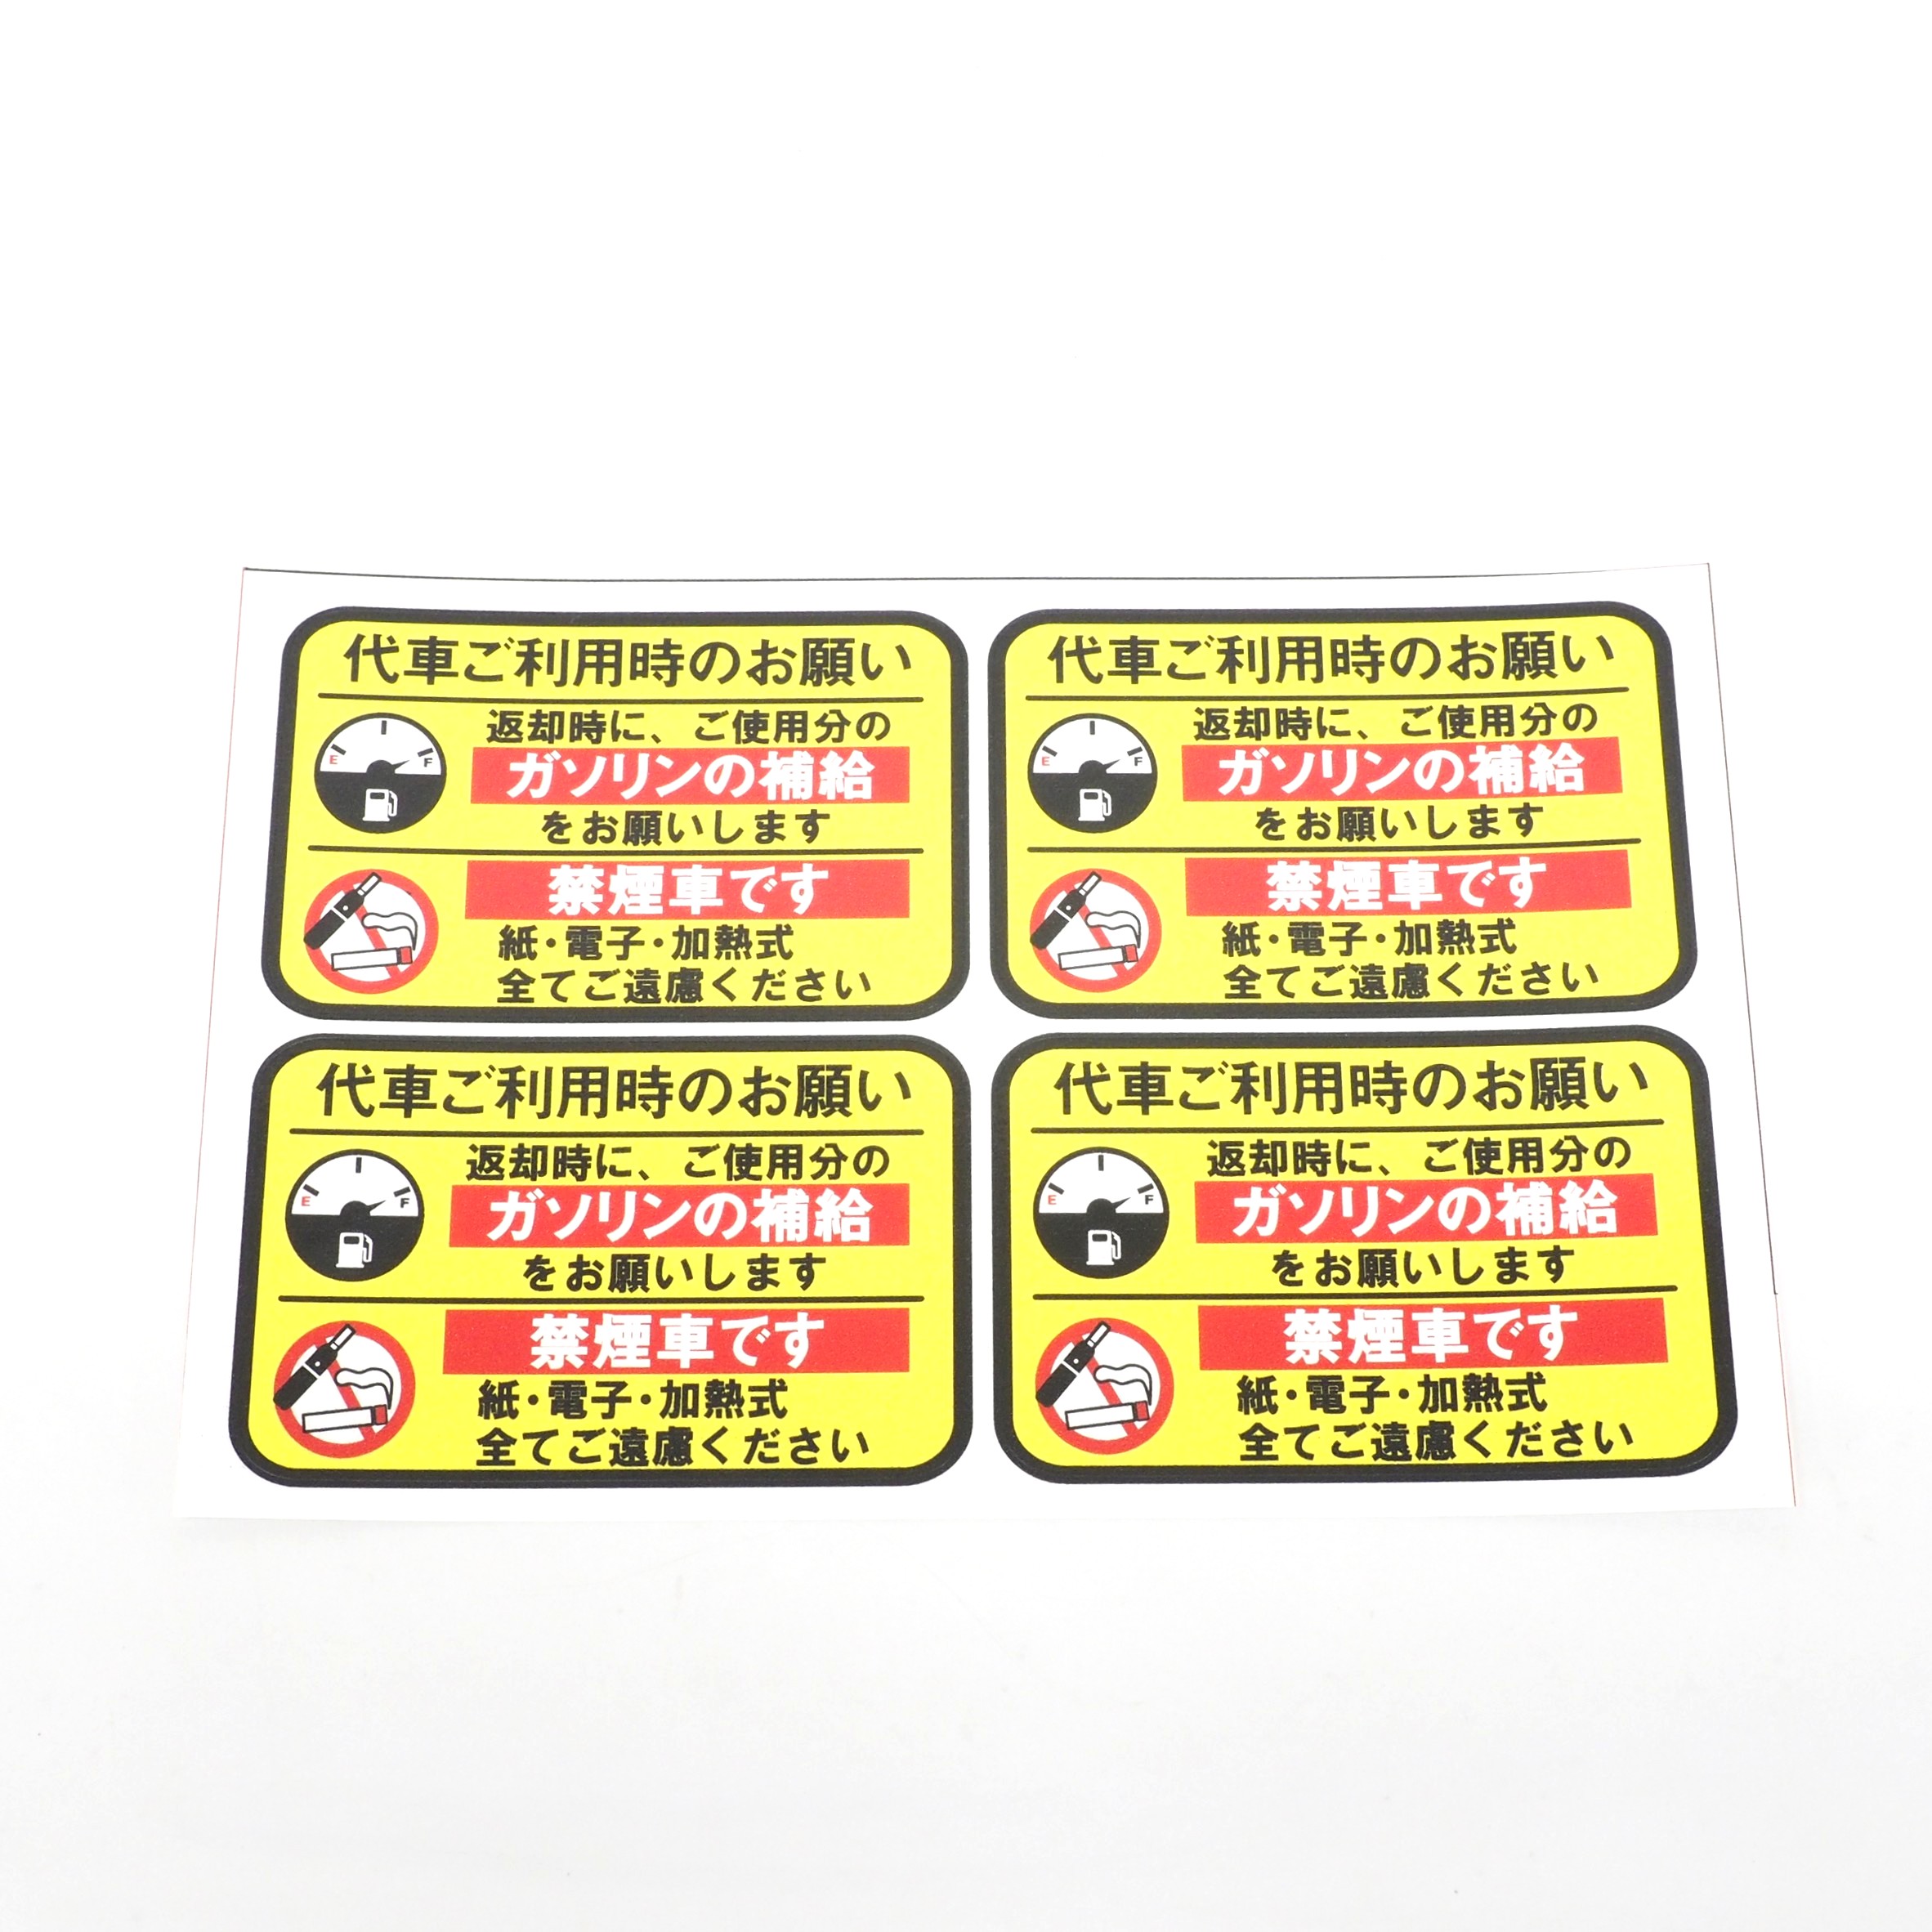 代車ご利用時のお願い
返却時に、ご使用分の
E F
ガソリンの補給
をお願いします
禁煙車です
紙・電子・加熱式
全てご遠慮ください
代車ご利用時のお願い
返却時に、ご使用分の
E F
ガソリンの補給
をお願いします
禁煙車です
紙・電子・加熱式
全てご遠慮ください
代車ご利用時のお願い
返却時に、ご使用分の
E F
ガソリンの補給
をお願いします
禁煙車です
紙・電子・加熱式
全てご遠慮ください
代車ご利用時のお願い
返却時に、ご使用分の
E F
ガソリンの補給
をお願いします
禁煙車です
紙・電子・加熱式
全てご遠慮ください